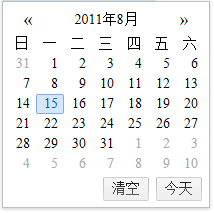 « 2011年8月 »
日 一 二 三 四 五 六
31 1 2 3 4 5 6
7 8 9 10 11 12 13
14 15 16 17 18 19 20
21 22 23 24 25 26 27
28 29 30 31 1 2 3
4 5 6 7 8 9 10
清空 今天